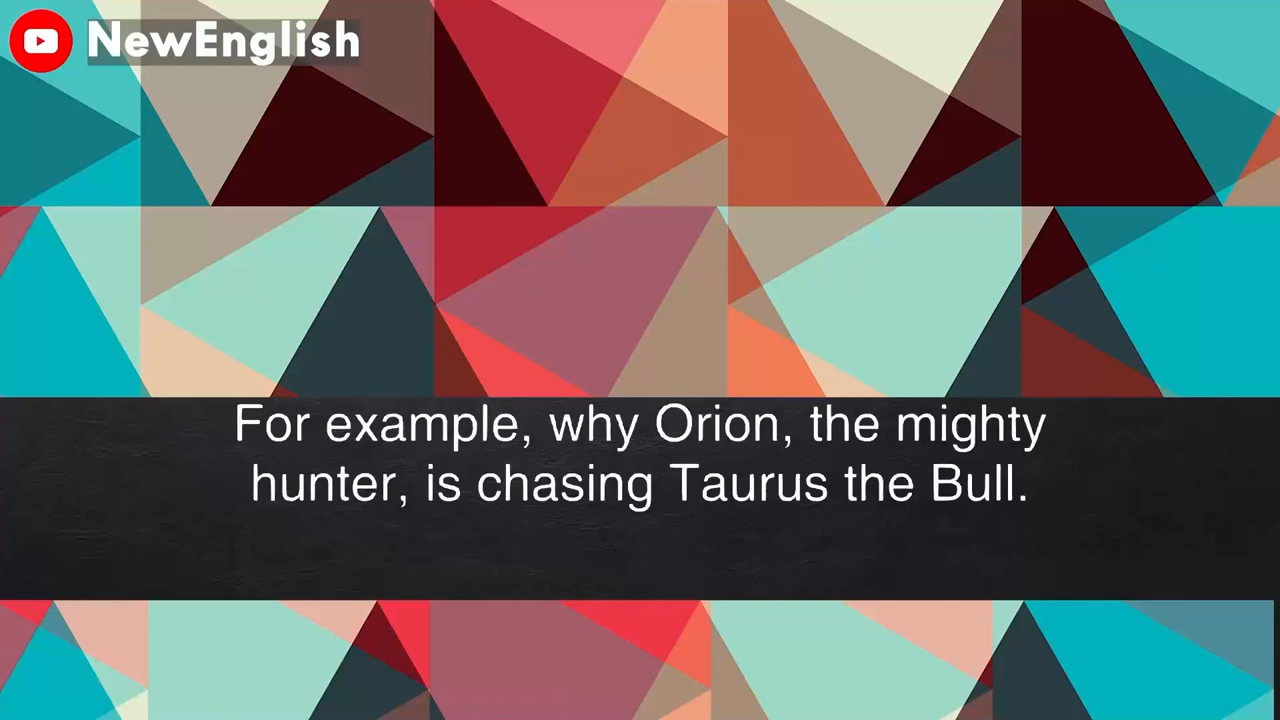 NewEnglish
For example, why Orion, the mighty
hunter, is chasing Taurus the Bull.